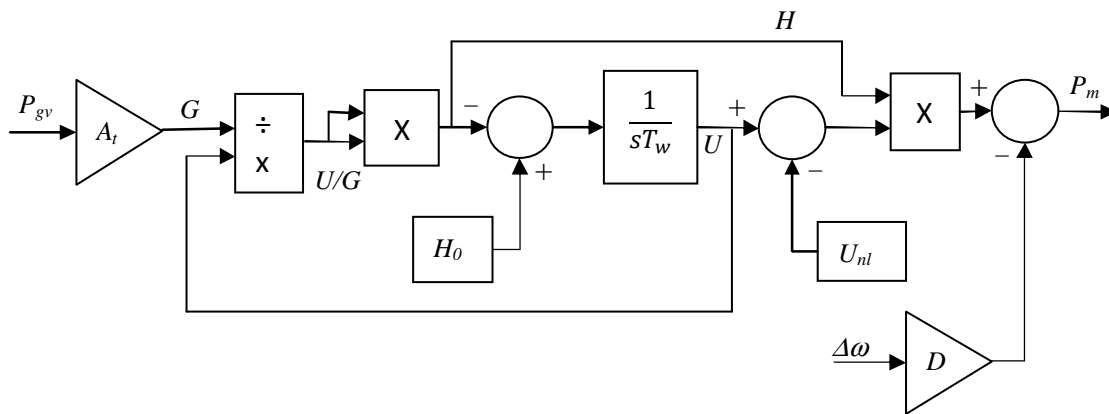 H
P_gv
A_t
G
÷
x
U/G
X
−
+
H_0
1
sT_w
+
U
−
U_nl
X
+
−
P_m
Δω
D